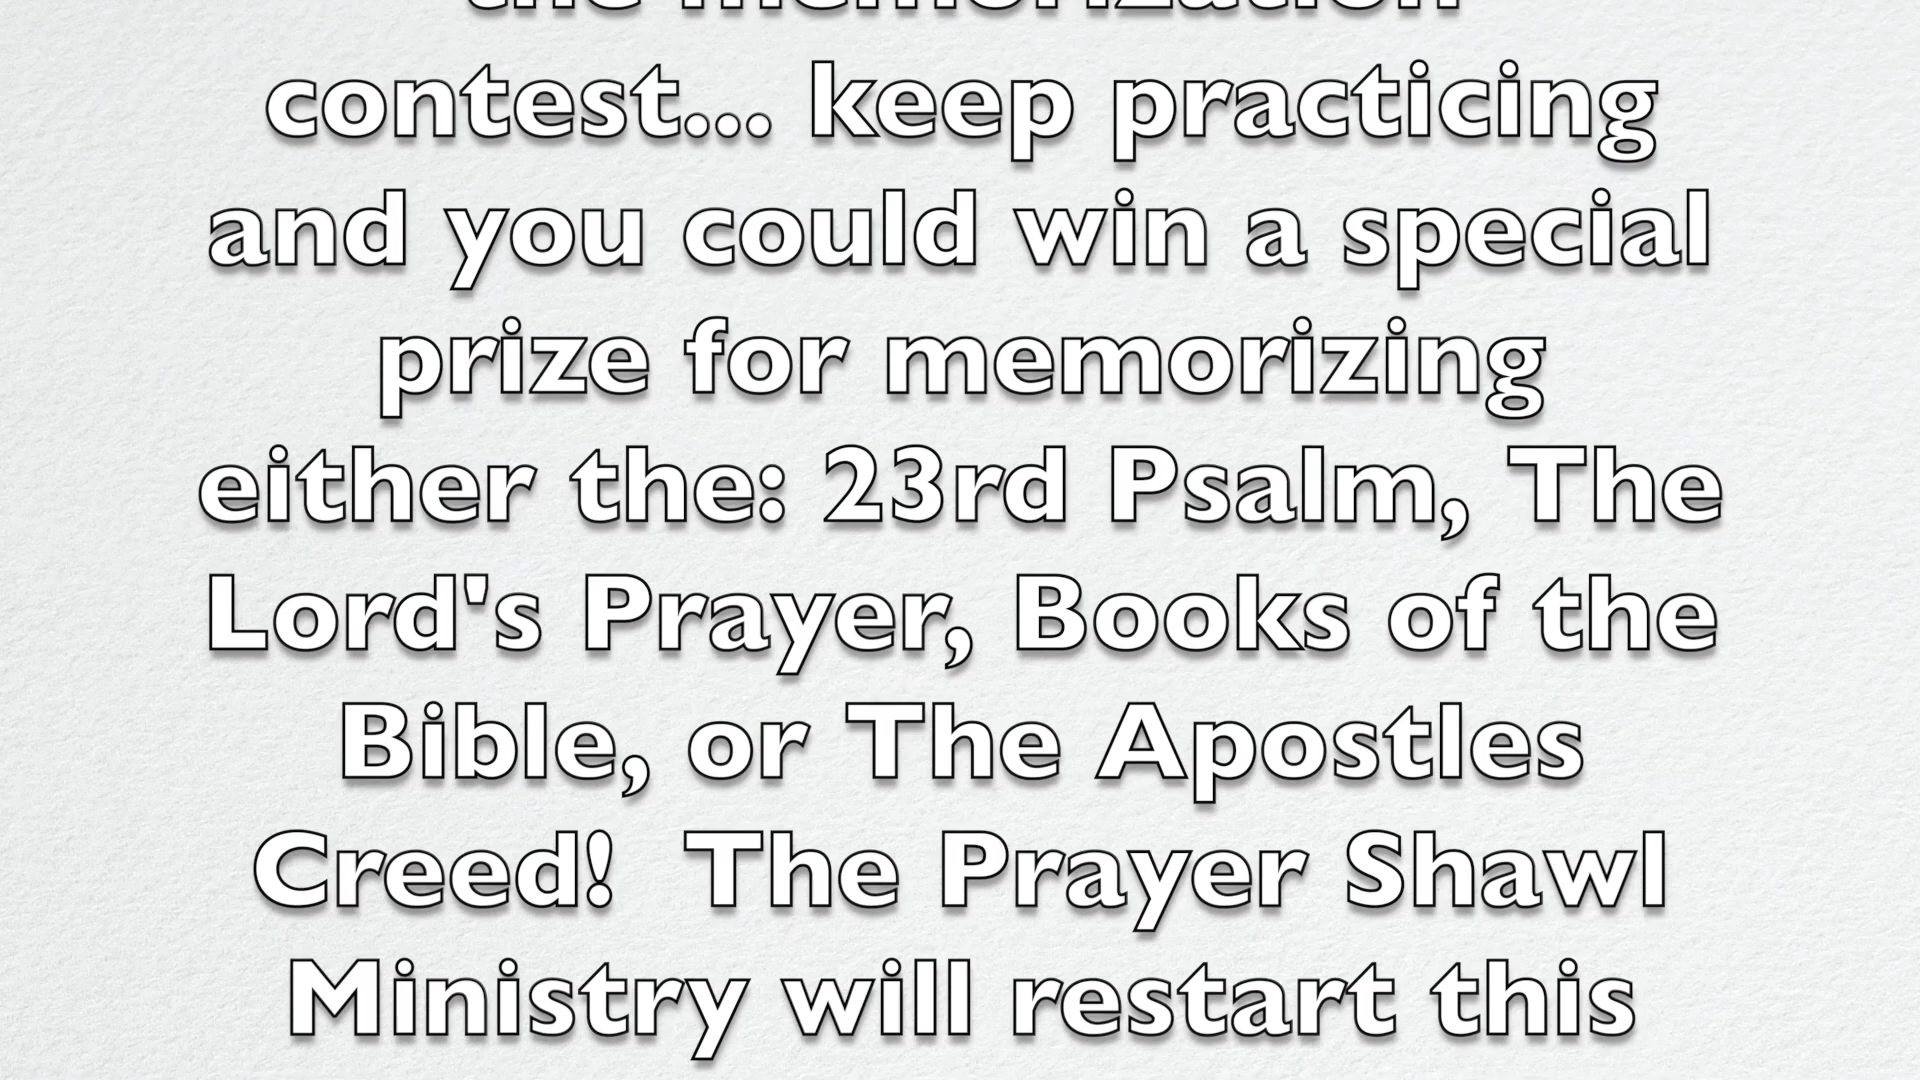 the memorization
contest... keep practicing
and you could win a special
prize for memorizing
either the: 23rd Psalm, The
Lord's Prayer, Books of the
Bible, or The Apostles
Creed!  The Prayer Shawl
Ministry will restart this